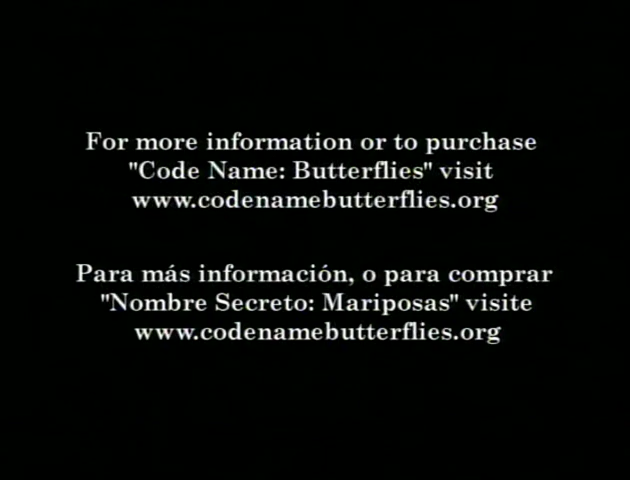 For more information or to purchase
"Code Name: Butterflies" visit
www.codenamebutterflies.org
Para más información, o para comprar
"Nombre Secreto: Mariposas" visite
www.codenamebutterflies.org